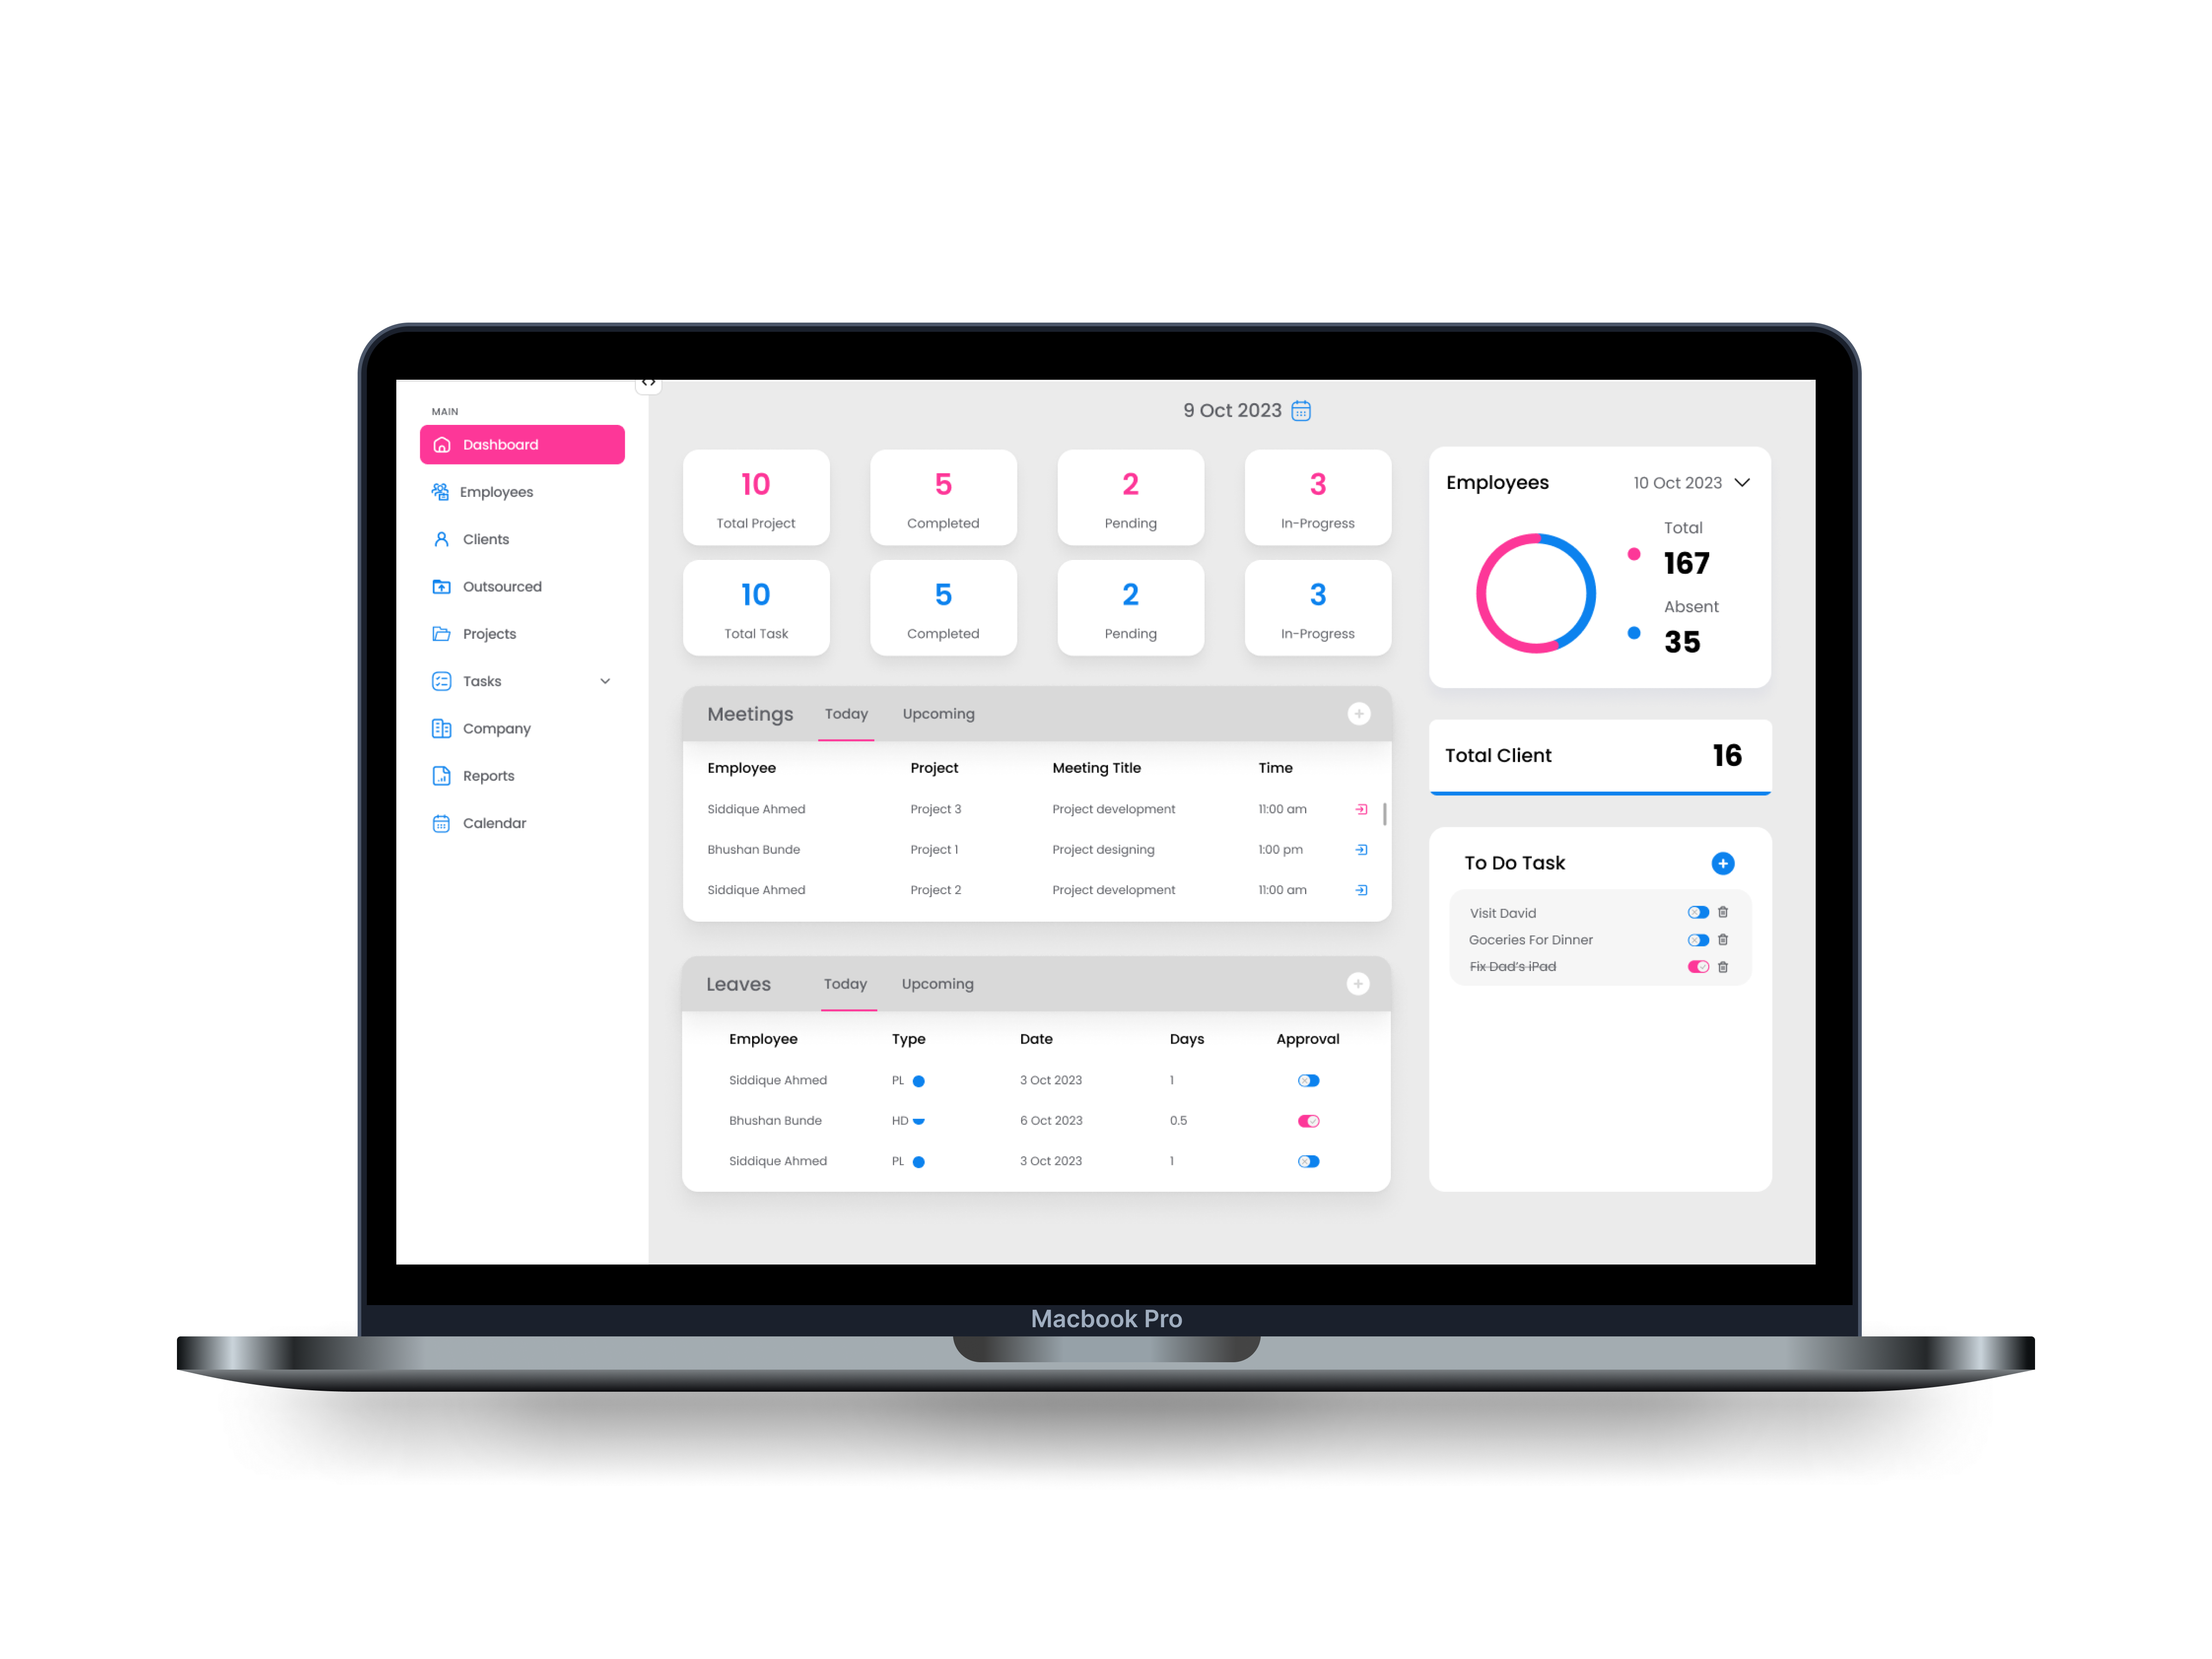 MAIN
Dashboard
Employees
Clients
Outsourced
Projects
Tasks
Company
Reports
Calendar
9 Oct 2023
10
Total Project
5
Completed
2
Pending
3
In-Progress
10
Total Task
5
Completed
2
Pending
3
In-Progress
Meetings Today Upcoming
Employee Project Meeting Title Time
Siddique Ahmed Project 3 Project development 11:00 am
Bhushan Bunde Project 1 Project designing 1:00 pm
Siddique Ahmed Project 2 Project development 11:00 am
Leaves Today Upcoming
Employee Type Date Days Approval
Siddique Ahmed PL 3 Oct 2023 1
Bhushan Bunde HD 6 Oct 2023 0.5
Siddique Ahmed PL 3 Oct 2023 1
Employees 10 Oct 2023
Total
167
Absent
35
Total Client 16
To Do Task
Visit David
Goceries For Dinner
Fix Dad's iPad
Macbook Pro